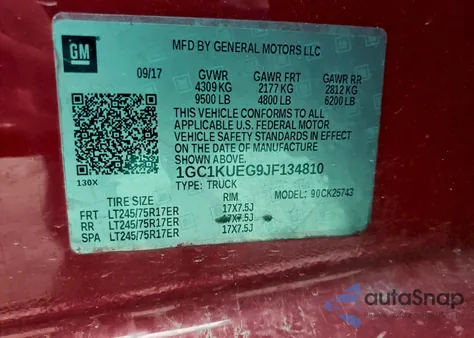 GM
MFD BY GENERAL MOTORS LLC
09/17 GVWR GAWR FRT GAWR RR
4309 KG 2177 KG 2812 KG
9500 LB 4800 LB 6200 LB
THIS VEHICLE CONFORMS TO ALL
APPLICABLE U.S. FEDERAL MOTOR
VEHICLE SAFETY STANDARDS IN EFFECT
ON THE DATE OF MANUFACTURE
SHOWN ABOVE.
130X
1GC1KUEG9JF134810
TYPE: TRUCK MODEL: 90CK25743
TIRE SIZE RIM
FRT LT245/75R17ER 17X7.5J
RR LT245/75R17ER 17X7.5J
SPA LT245/75R17ER 17X7.5J
autoSnap